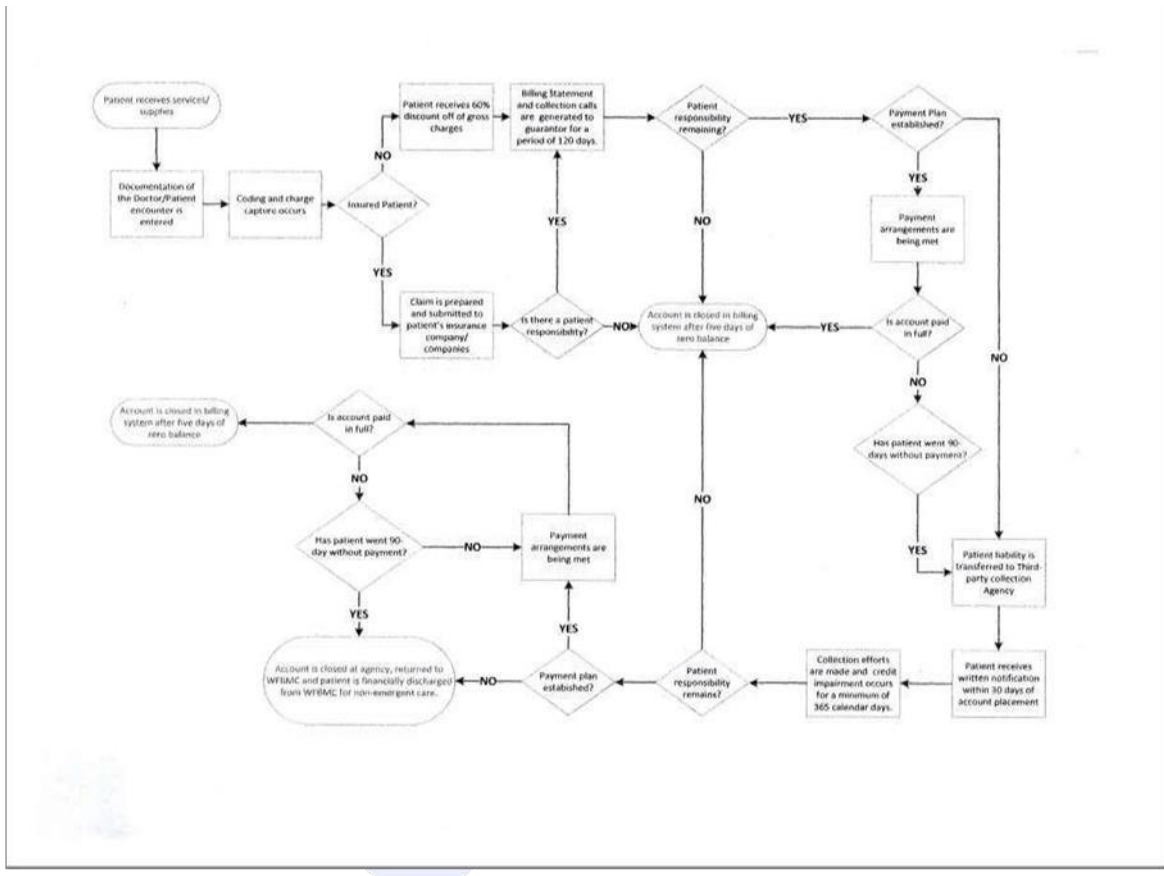 Patient receives services/
supplies
Documentation of
the Doctor/Patient
encounter is
entered
Coding and charge
capture occurs
Insured Patient?
NO
Patient receives 60%
discount off of gross
charges
YES
Claim is prepared
and submitted to
patient's insurance
company/
companies
Is there a patient
responsibility?
YES
NO
Billing Statement
and collection calls
are generated to
guarantor for a
period of 120 days.
Patient
responsibility
remaining?
YES
NO
Account is closed in billing
system after five days of
zero balance
Payment Plan
established?
YES
NO
Payment
arrangements are
being met
Is account paid
in full?
YES
NO
Has patient went 90-
days without payment?
YES
Patient liability is
transferred to Third-
party collection
Agency
Patient receives
written notification
within 30 days of
account placement
Collection efforts
are made and credit
impairment occurs
for a minimum of
365 calendar days.
Patient
responsibility
remains?
NO
Payment plan
established?
YES
NO
Payment
arrangements are
being met
Is account paid
in full?
Account is closed in billing
system after five days of
zero balance
NO
Has patient went 90-
day without payment?
NO
YES
Account is closed at agency, returned to
WFBMC and patient is financially discharged
from WFBMC for non-emergent care.